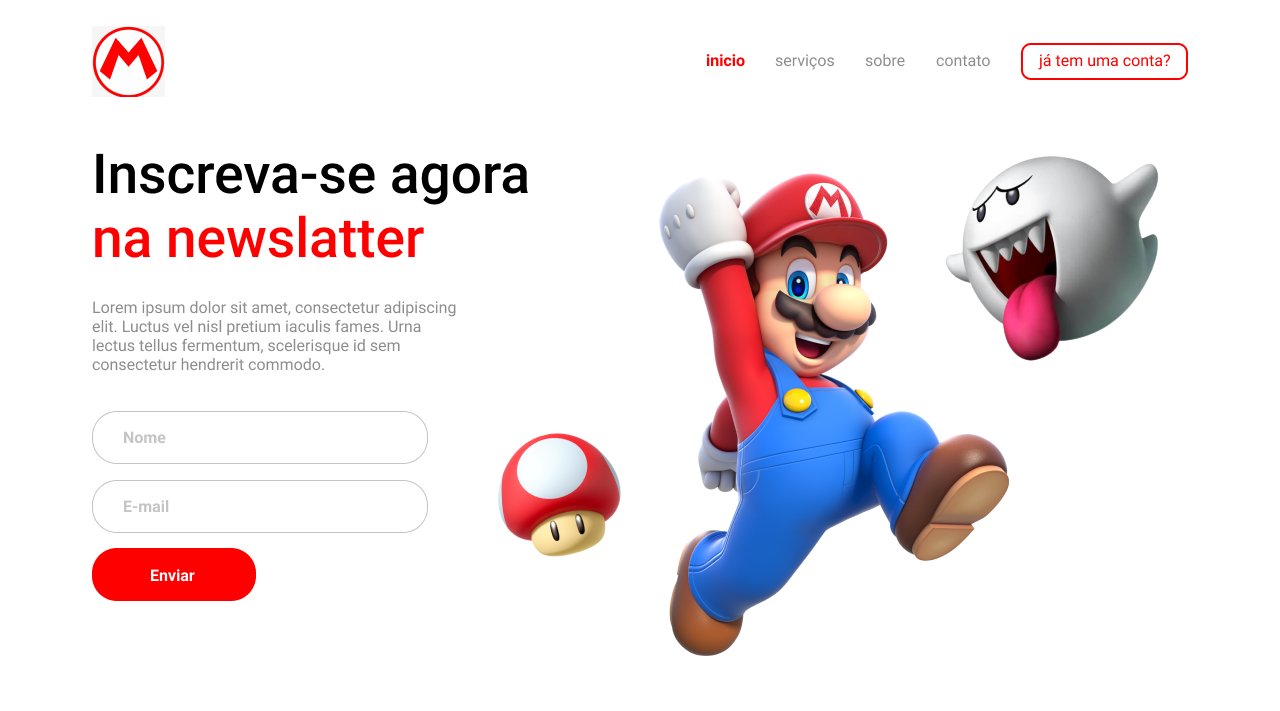 M
inicio
serviços
sobre
contato
já tem uma conta?
Inscreva-se agora
na newslatter
M
Lorem ipsum dolor sit amet, consectetur adipiscing
elit. Luctus vel nisl pretium iaculis fames. Urna
lectus tellus fermentum, scelerisque id sem
consectetur hendrerit commodo.
Nome
E-mail
Enviar